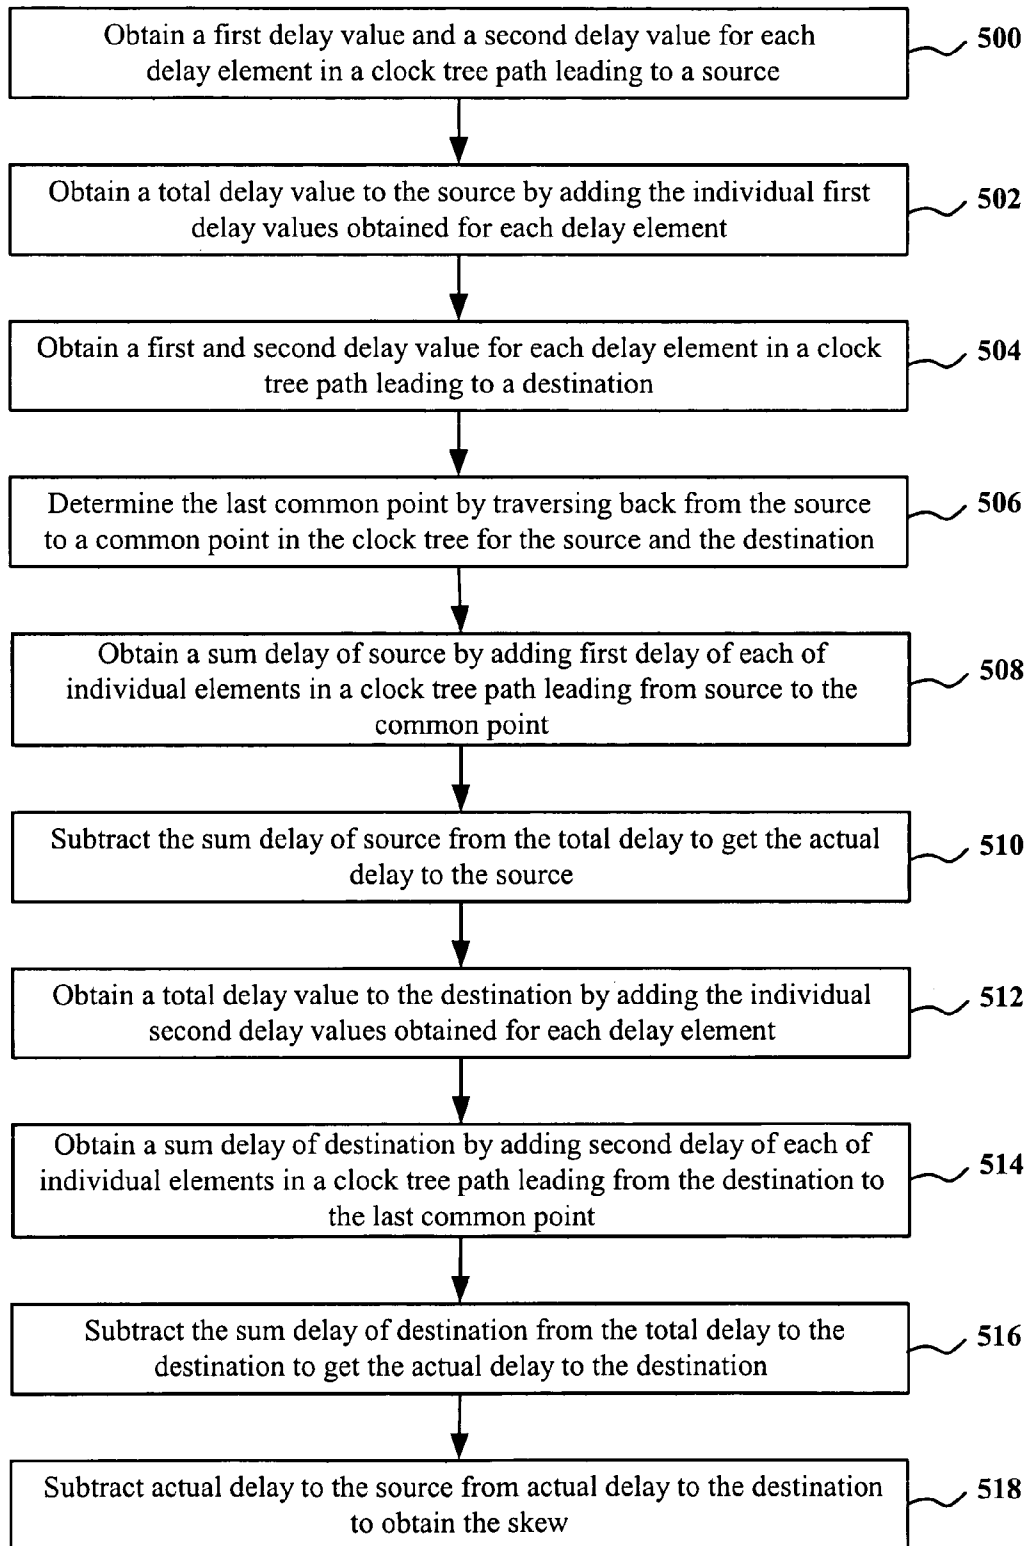 Obtain a first delay value and a second delay value for each
delay element in a clock tree path leading to a source
500
Obtain a total delay value to the source by adding the individual first
delay values obtained for each delay element
502
Obtain a first and second delay value for each delay element in a clock
tree path leading to a destination
504
Determine the last common point by traversing back from the source
to a common point in the clock tree for the source and the destination
506
Obtain a sum delay of source by adding first delay of each of
individual elements in a clock tree path leading from source to the
common point
508
Subtract the sum delay of source from the total delay to get the actual
delay to the source
510
Obtain a total delay value to the destination by adding the individual
second delay values obtained for each delay element
512
Obtain a sum delay of destination by adding second delay of each of
individual elements in a clock tree path leading from the destination to
the last common point
514
Subtract the sum delay of destination from the total delay to the
destination to get the actual delay to the destination
516
Subtract actual delay to the source from actual delay to the destination
to obtain the skew
518